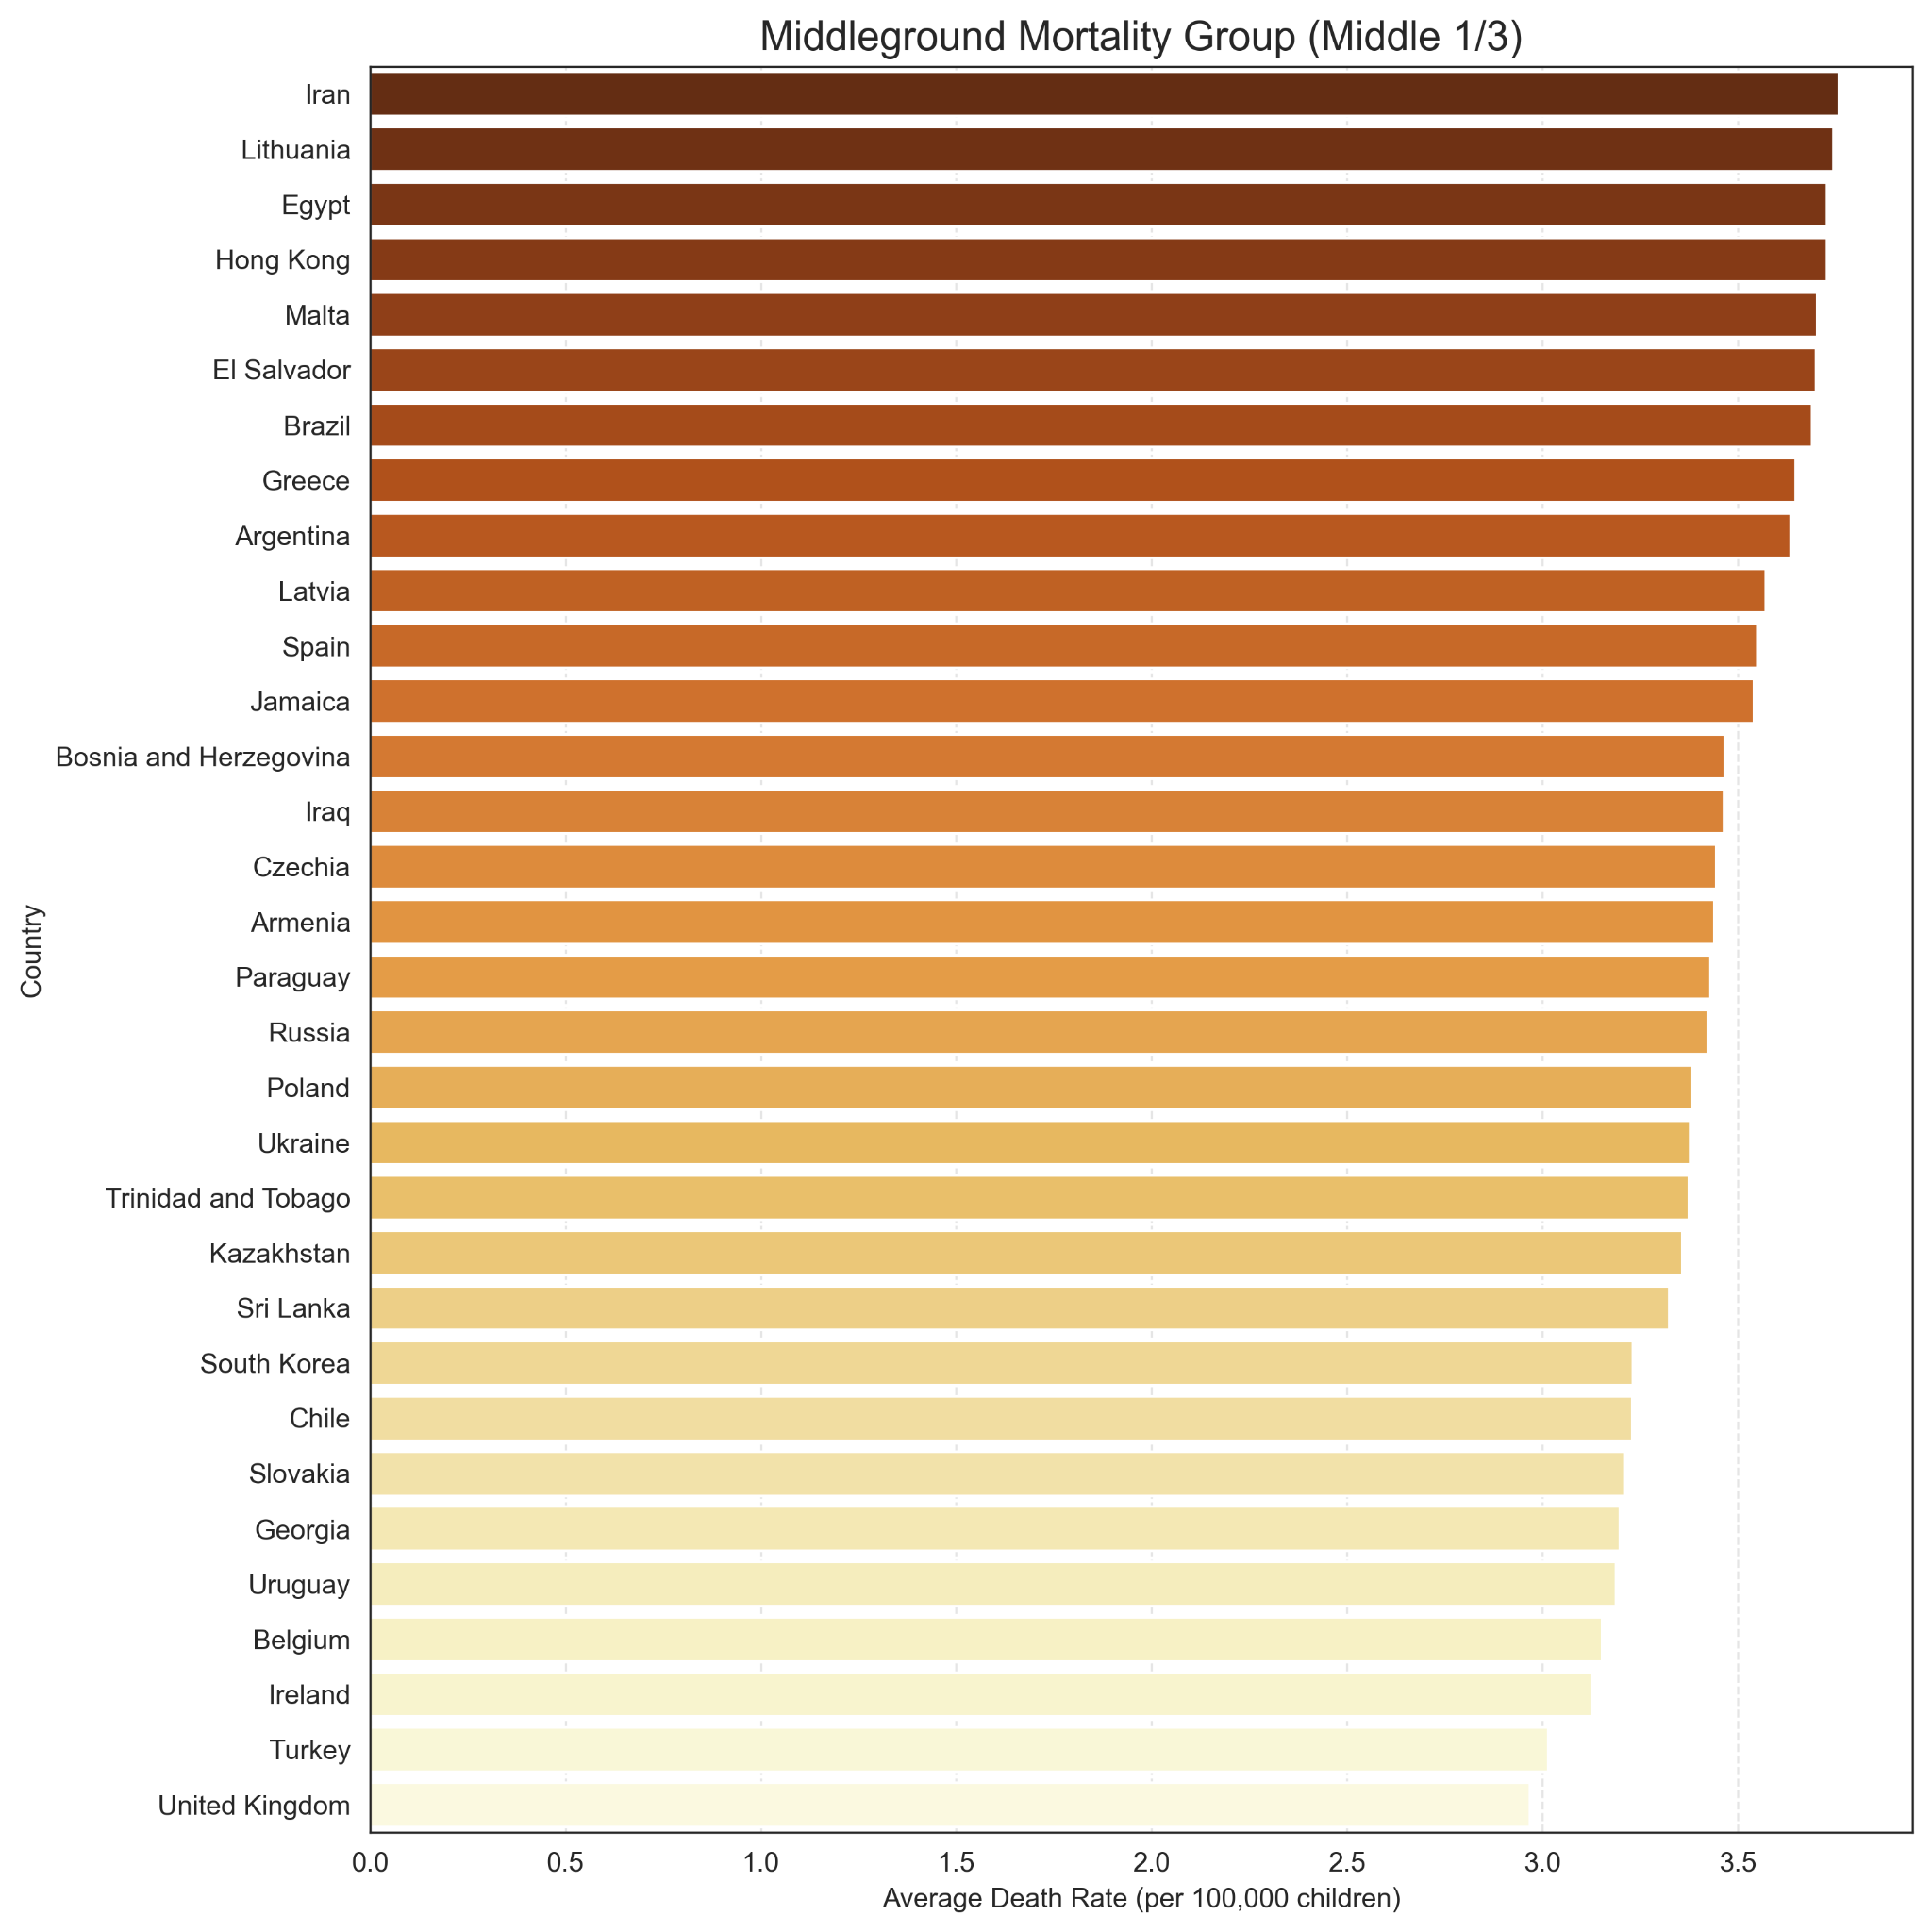 Middleground Mortality Group (Middle 1/3)
Iran
Lithuania
Egypt
Hong Kong
Malta
El Salvador
Brazil
Greece
Argentina
Latvia
Spain
Jamaica
Bosnia and Herzegovina
Iraq
Czechia
Armenia
Paraguay
Russia
Poland
Ukraine
Trinidad and Tobago
Kazakhstan
Sri Lanka
South Korea
Chile
Slovakia
Georgia
Uruguay
Belgium
Ireland
Turkey
United Kingdom
Country
0.0 0.5 1.0 1.5 2.0 2.5 3.0 3.5
Average Death Rate (per 100,000 children)